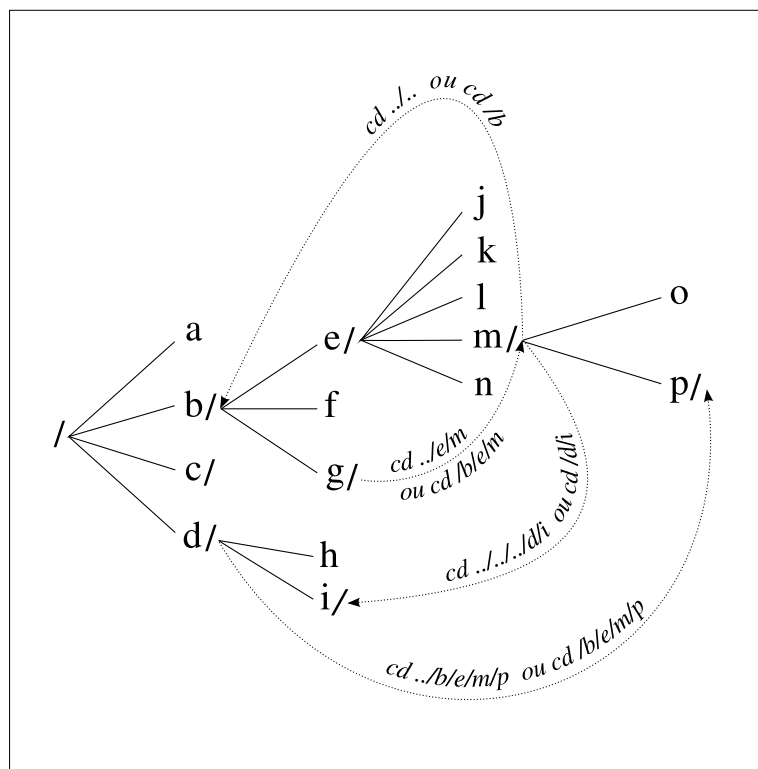 cd ../.. ou cd /b
j
k
l
o
a
e/
m/
b/
f
n
p/
/
c/
g/
cd ../e/m
ou cd /b/e/m
d/
h
i/
cd ../../../d/i ou cd /d/i
cd ../b/e/m/p ou cd /b/e/m/p